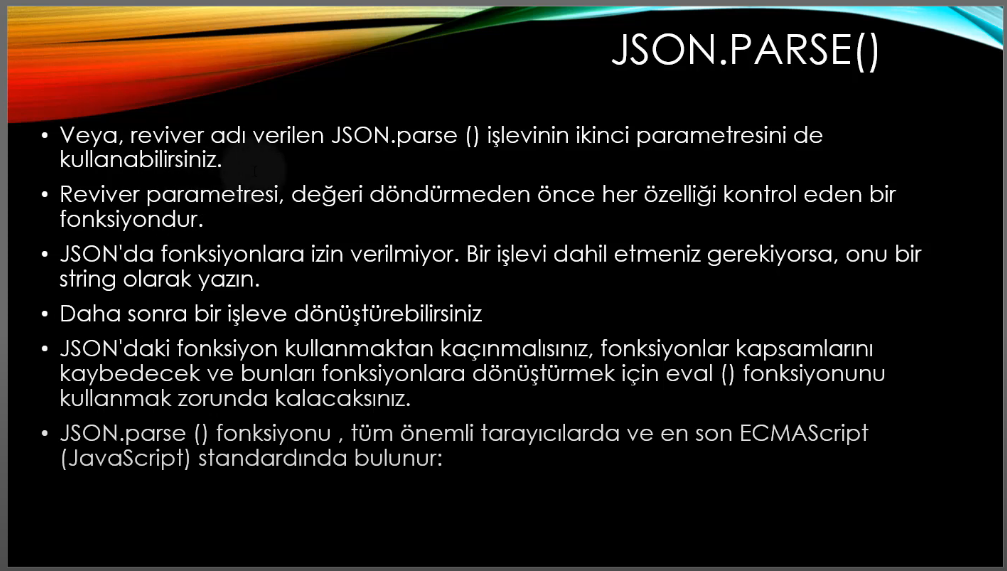 JSON.PARSE()
• Veya, reviver adı verilen JSON.parse () işlevinin ikinci parametresini de
kullanabilirsiniz.
• Reviver parametresi, değeri döndürmeden önce her özelliği kontrol eden bir
fonksiyondur.
• JSON'da fonksiyonlara izin verilmiyor. Bir işlevi dahil etmeniz gerekiyorsa, onu bir
string olarak yazın.
• Daha sonra bir işleve dönüştürebilirsiniz
• JSON'daki fonksiyon kullanmaktan kaçınmalısınız, fonksiyonlar kapsamlarını
kaybedecek ve bunları fonksiyonlara dönüştürmek için eval () fonksiyonunu
kullanmak zorunda kalacaksınız.
• JSON.parse () fonksiyonu , tüm önemli tarayıcılarda ve en son ECMAScript
(JavaScript) standardında bulunur: